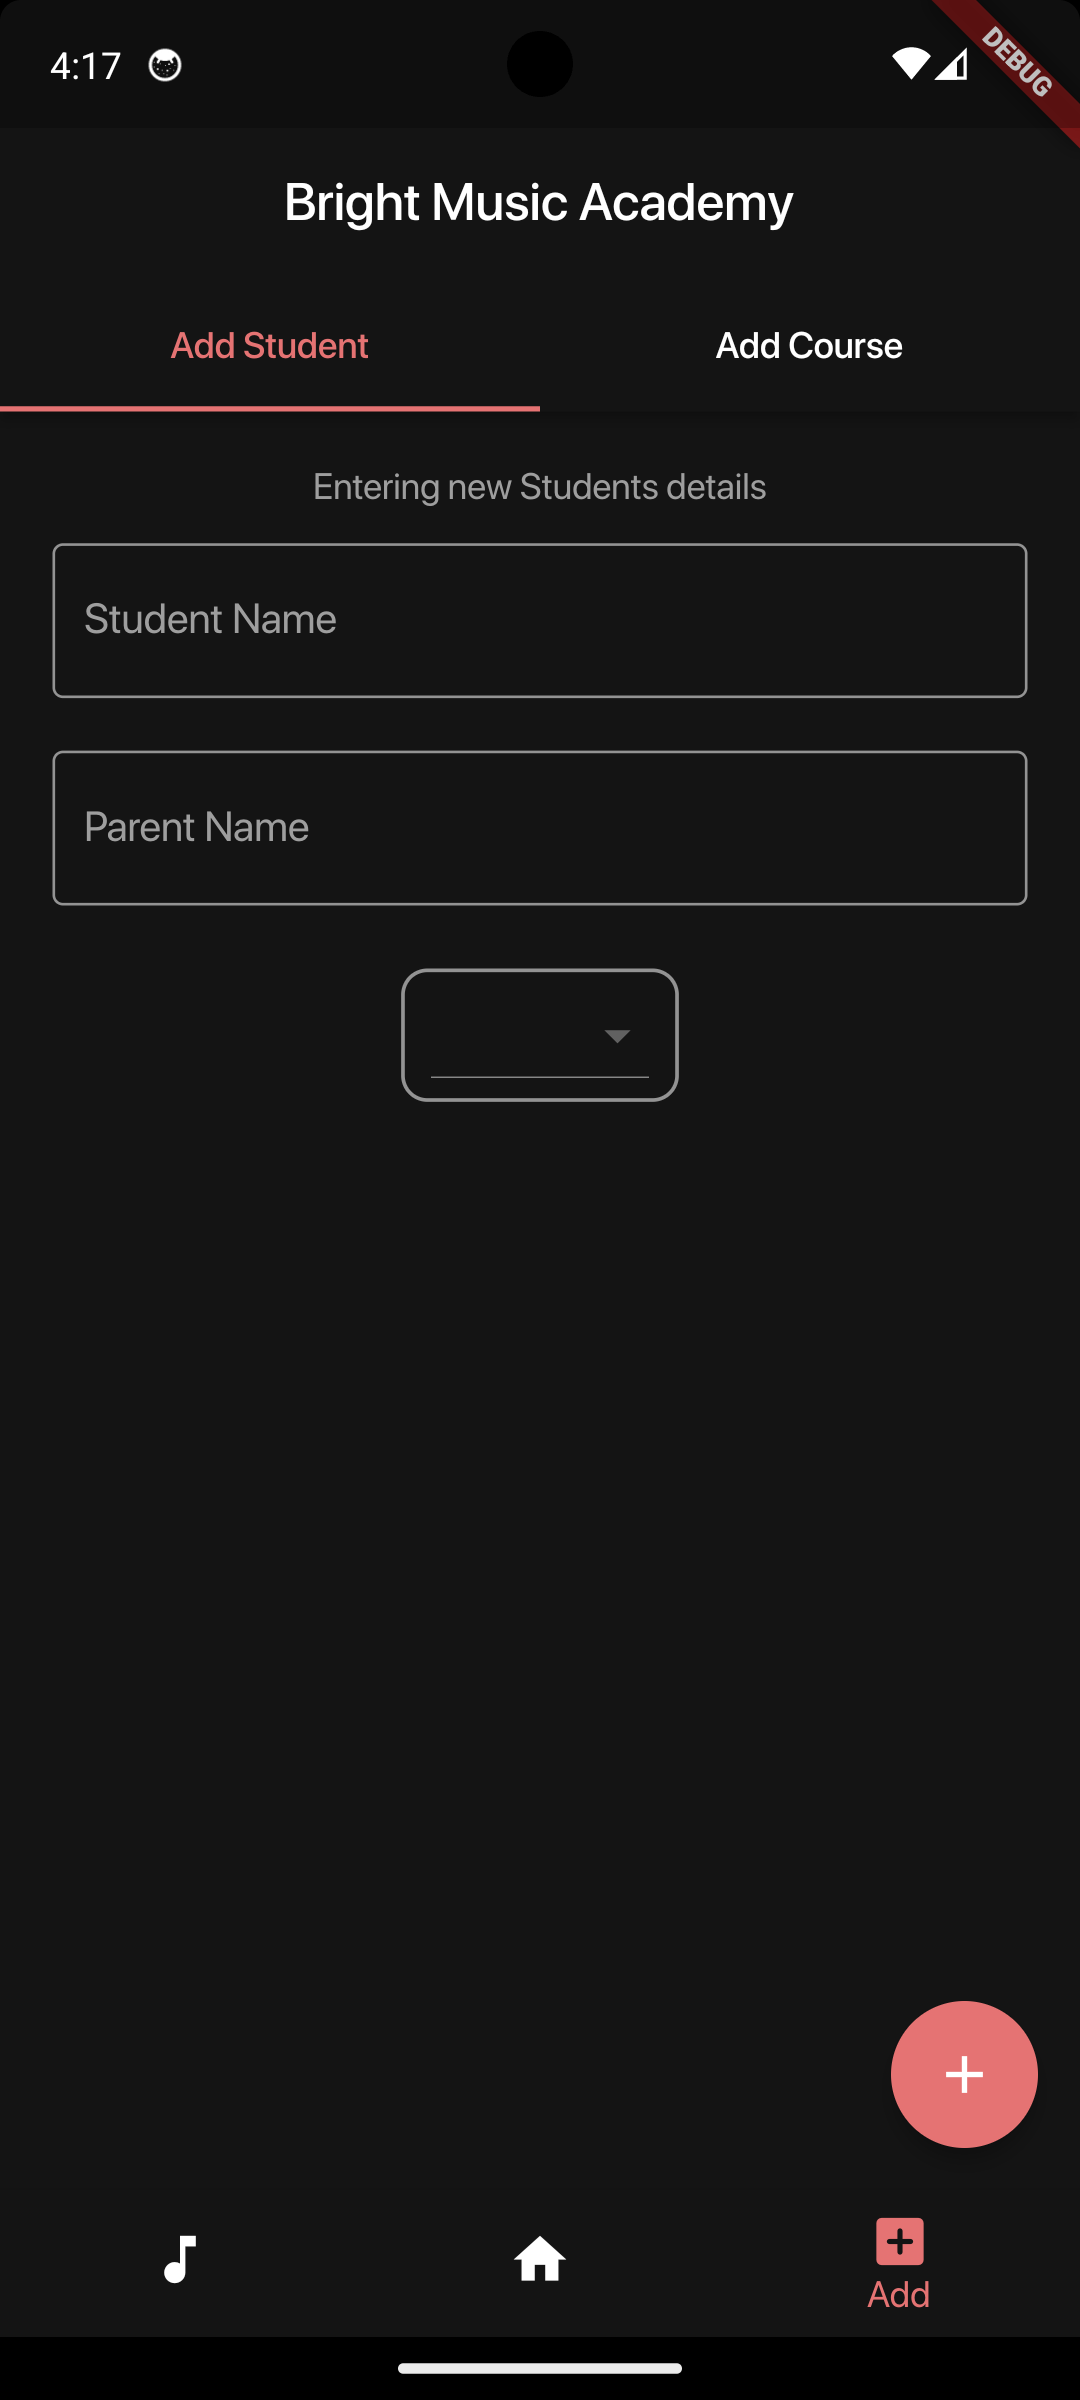 4:17
DEBUG
Bright Music Academy
Add Student
Add Course
Entering new Students details
Student Name
Parent Name
Add